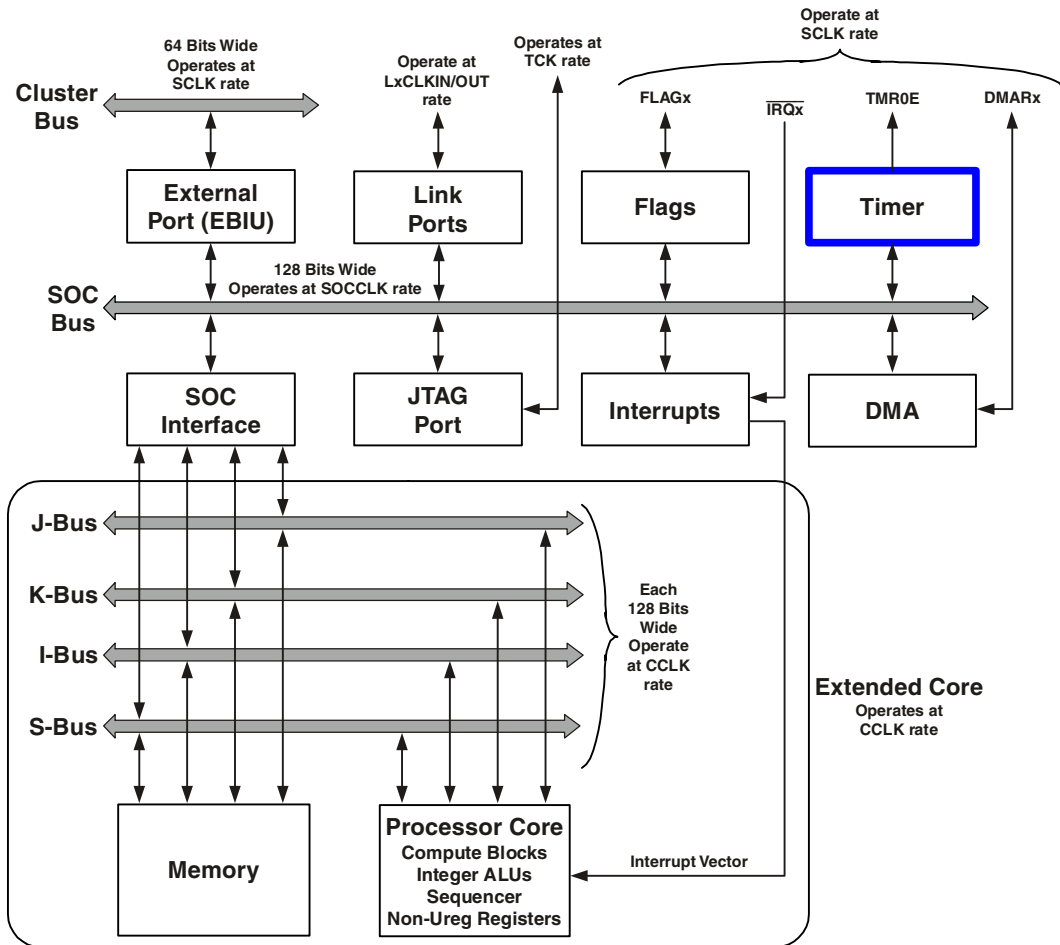 Operate at
SCLK rate
64 Bits Wide
Operates at
SCLK rate
Operate at
LxCLKIN/OUT
rate
Operates at
TCK rate
Cluster
Bus
FLAGx
IRQx
TMR0E
DMARx
External
Port (EBIU)
Link
Ports
Flags
Timer
128 Bits Wide
Operates at SOCCLK rate
SOC
Bus
SOC
Interface
JTAG
Port
Interrupts
DMA
J-Bus
K-Bus
I-Bus
S-Bus
Each
128 Bits
Wide
Operate
at CCLK
rate
Extended Core
Operates at
CCLK rate
Memory
Processor Core
Compute Blocks
Integer ALUs
Sequencer
Non-Ureg Registers
Interrupt Vector